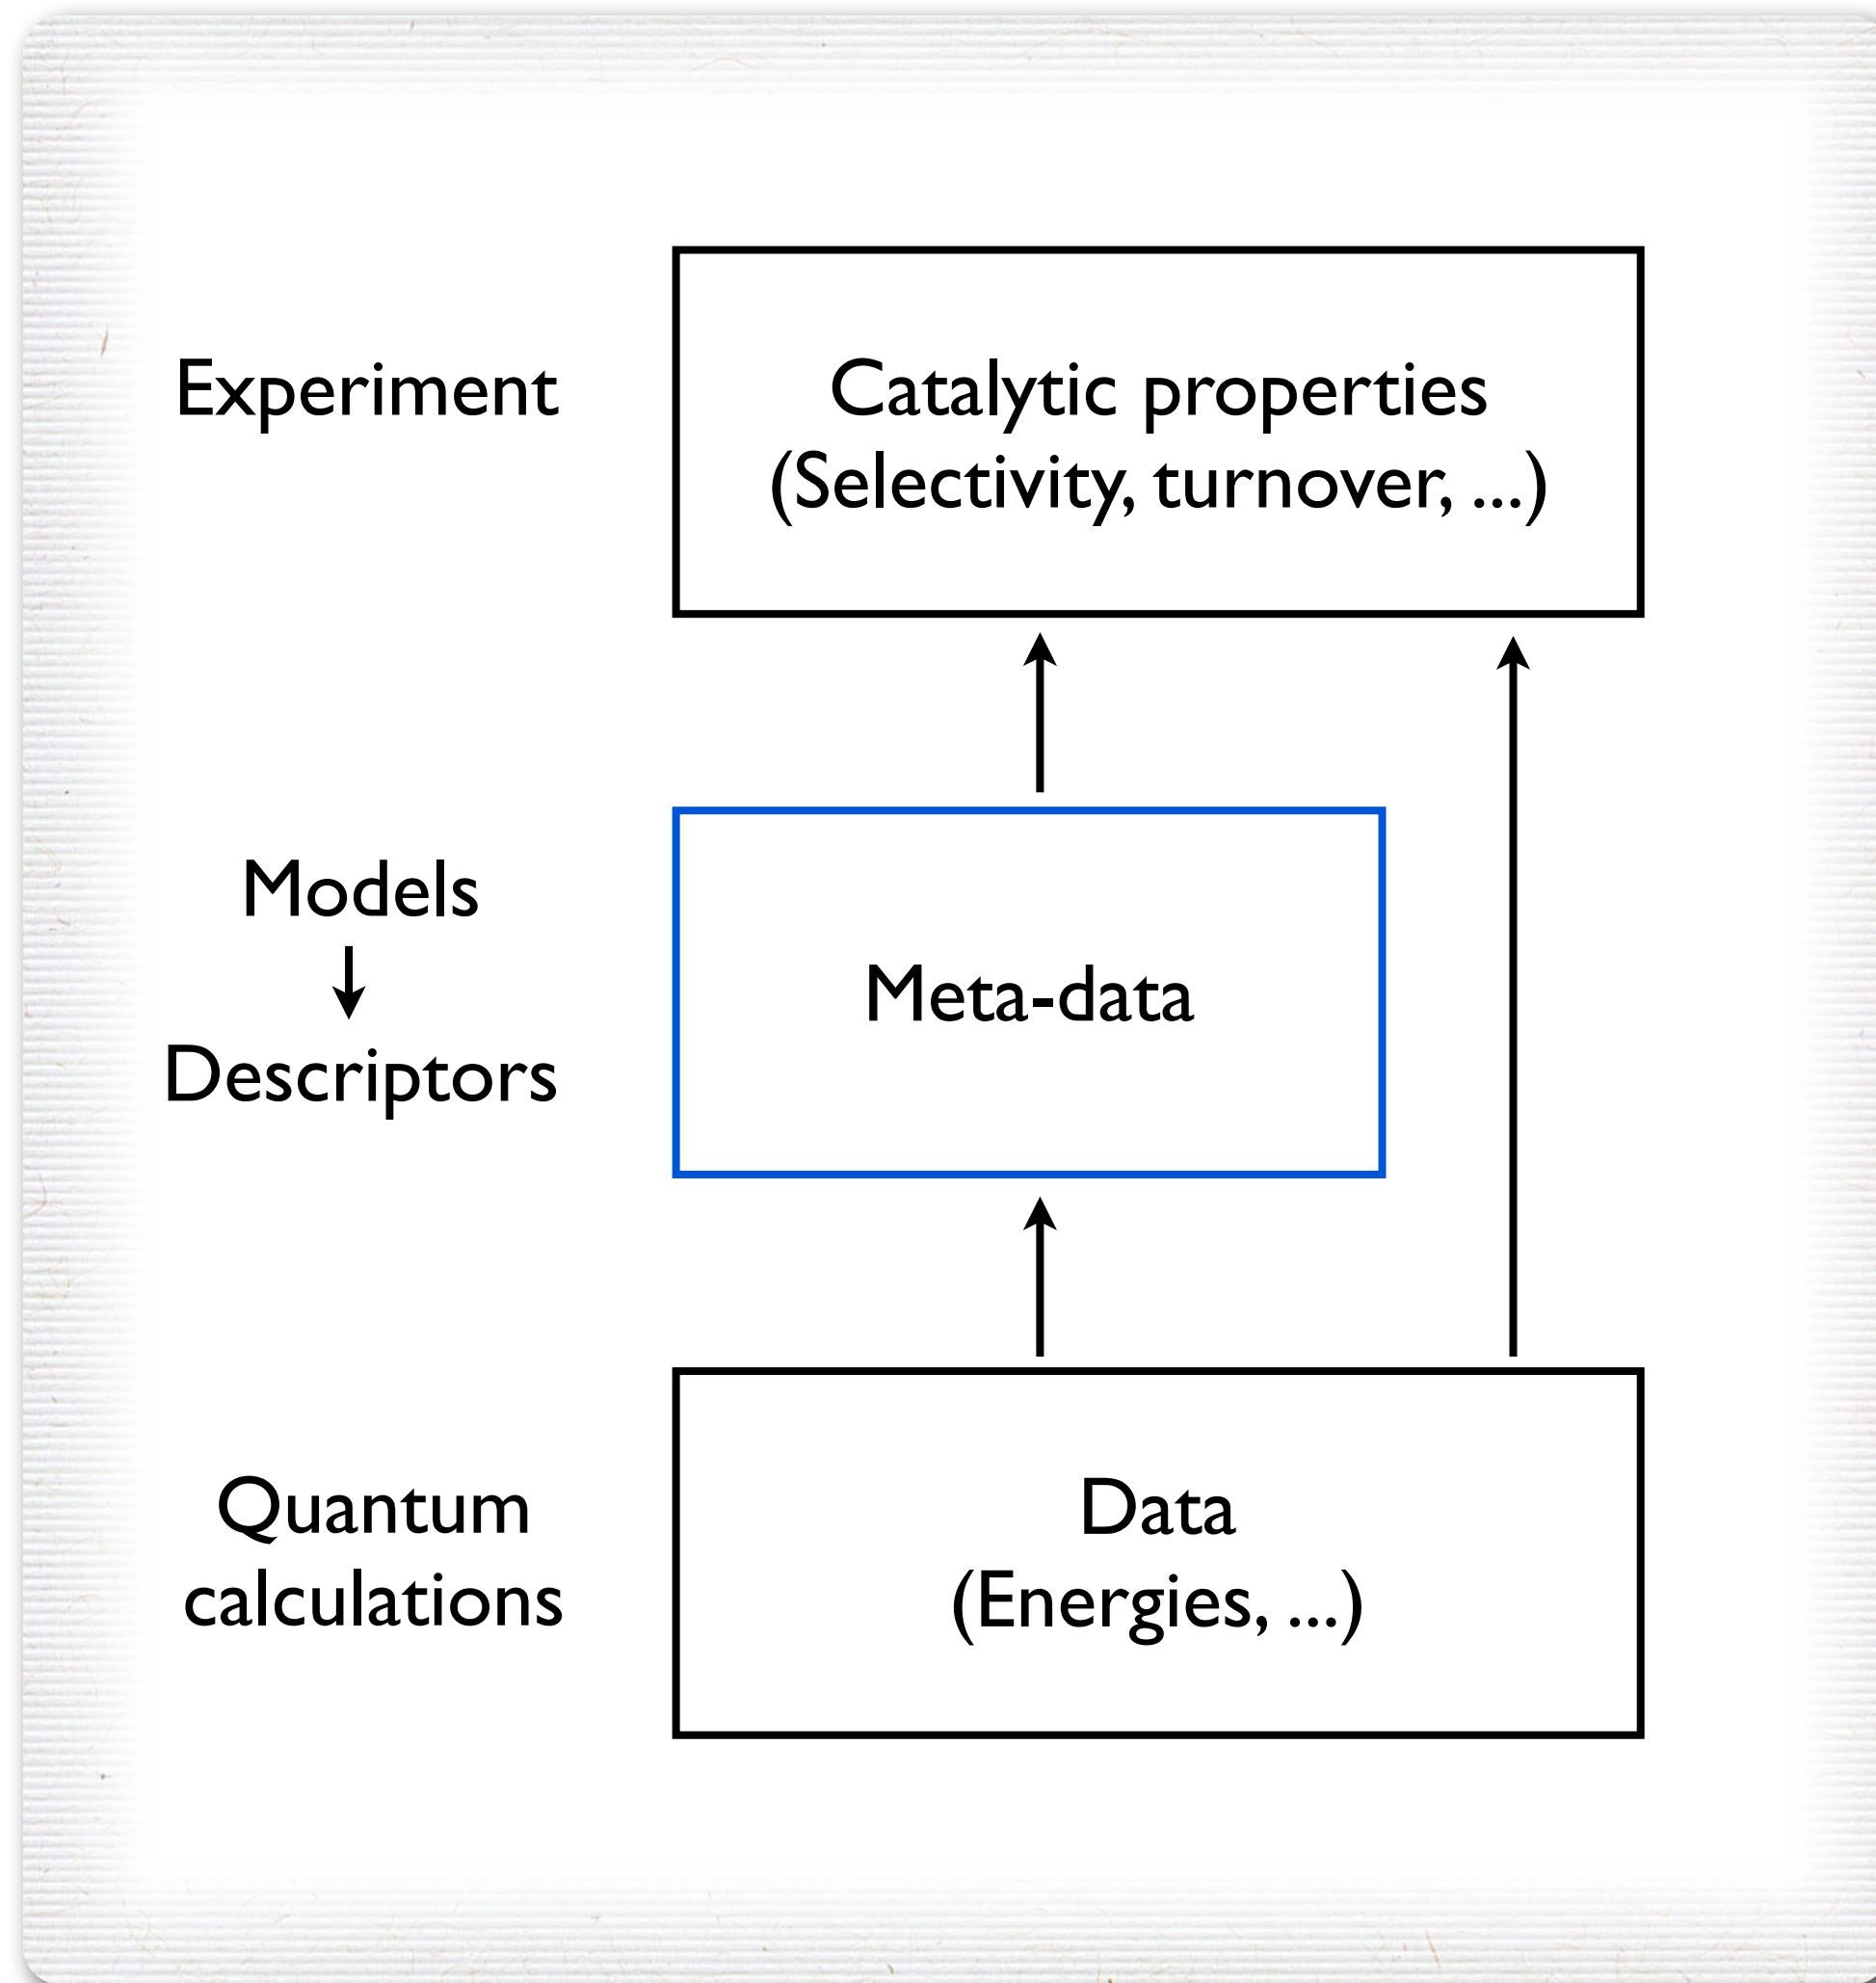 Experiment
Catalytic properties
(Selectivity, turnover, ...)
Models
Descriptors
Meta-data
Quantum
calculations
Data
(Energies, ...)